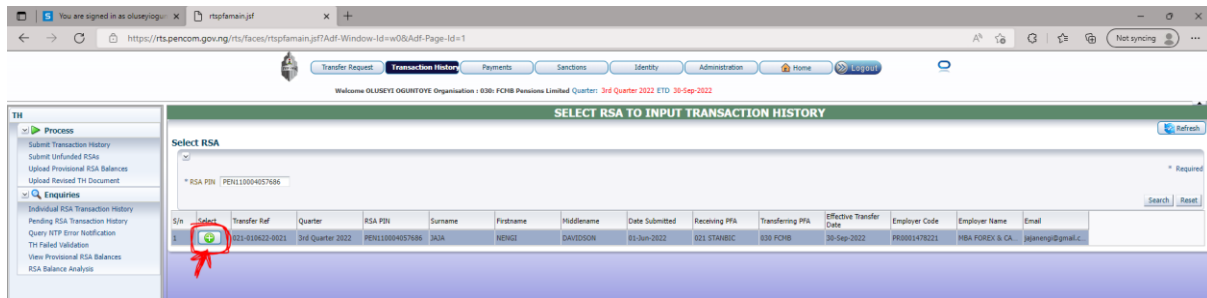 You are signed in as oluseyiogu
rtspfamain.jsf
https://rts.pencom.gov.ng/rts/faces/rtspfamain.jsf?Adf-Window-Id=w0&Adf-Page-Id=1
Not syncing
Transfer Request Transaction History Payments Sanctions Identity Administration Home Logout
Welcome OLUSEYI OGUNTOYE Organisation : 030: FCMB Pensions Limited Quarter: 3rd Quarter 2022 ETD 30-Sep-2022
TH
SELECT RSA TO INPUT TRANSACTION HISTORY
Process
Refresh
Submit Transaction History
Select RSA
Submit Unfunded RSAs
Upload Provisional RSA Balances
* Required
Upload Revised TH Document
* RSA PIN PEN110004057686
Enquiries
Search Reset
Individual RSA Transaction History
Pending RSA Transaction History
Query NTP Error Notification
TH Failed Validation
View Provisional RSA Balances
RSA Balance Analysis
S/n Select Transfer Ref Quarter RSA PIN Surname Firstname Middlename Date Submitted Receiving PFA Transferring PFA Effective Transfer Date Employer Code Employer Name Email
1 021-010622-0021 3rd Quarter 2022 PEN110004057686 JAJA NENGI DAVIDSON 01-Jun-2022 021 STANBIC 030 FCMB 30-Sep-2022 PR0001478221 MBA FOREX & CA... jajanengi@gmail.c...